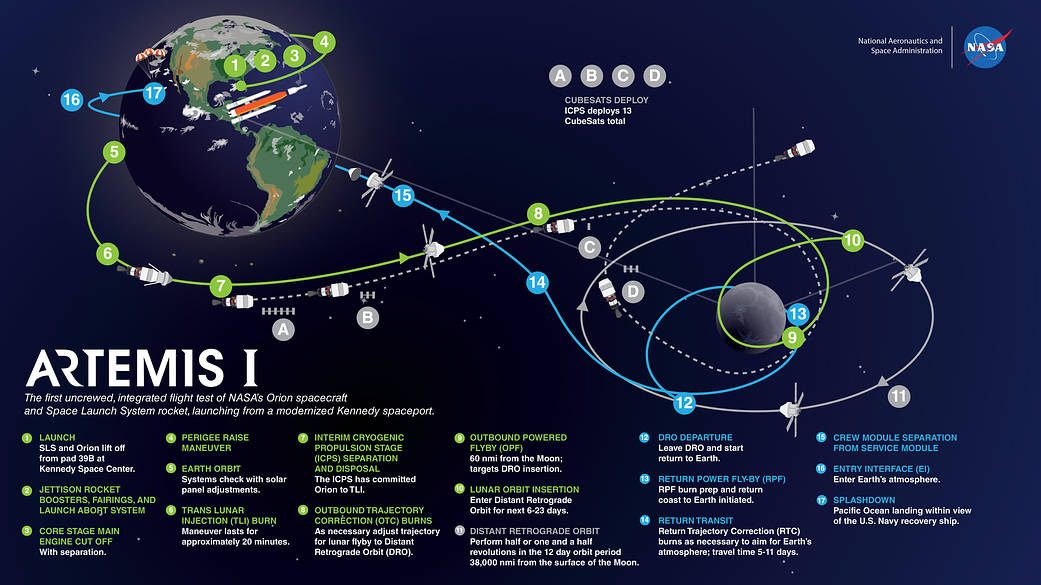 National Aeronautics and
Space Administration
NASA
1
2
3
4
5
6
7
8
9
10
11
12
13
14
15
16
17
A B C D
CUBESATS DEPLOY
ICPS deploys 13
CubeSats total
A
B
C
D
ARTEMIS I
The first uncrewed, integrated flight test of NASA's Orion spacecraft
and Space Launch System rocket, launching from a modernized Kennedy spaceport.
1 LAUNCH
SLS and Orion lift off
from pad 39B at
Kennedy Space Center.
2 JETTISON ROCKET
BOOSTERS, FAIRINGS, AND
LAUNCH ABORT SYSTEM
3 CORE STAGE MAIN
ENGINE CUT OFF
With separation.
4 PERIGEE RAISE
MANEUVER
5 EARTH ORBIT
Systems check with solar
panel adjustments.
6 TRANS LUNAR
INJECTION (TLI) BURN
Maneuver lasts for
approximately 20 minutes.
7 INTERIM CRYOGENIC
PROPULSION STAGE
(ICPS) SEPARATION
AND DISPOSAL
The ICPS has committed
Orion to TLI.
8 OUTBOUND TRAJECTORY
CORRECTION (OTC) BURNS
As necessary adjust trajectory
for lunar flyby to Distant
Retrograde Orbit (DRO).
9 OUTBOUND POWERED
FLYBY (OPF)
60 nmi from the Moon;
targets DRO insertion.
10 LUNAR ORBIT INSERTION
Enter Distant Retrograde
Orbit for next 6-23 days.
11 DISTANT RETROGRADE ORBIT
Perform half or one and a half
revolutions in the 12 day orbit period
38,000 nmi from the surface of the Moon.
12 DRO DEPARTURE
Leave DRO and start
return to Earth.
13 RETURN POWER FLY-BY (RPF)
RPF burn prep and return
coast to Earth initiated.
14 RETURN TRANSIT
Return Trajectory Correction (RTC)
burns as necessary to aim for Earth's
atmosphere; travel time 5-11 days.
15 CREW MODULE SEPARATION
FROM SERVICE MODULE
16 ENTRY INTERFACE (EI)
Enter Earth's atmosphere.
17 SPLASHDOWN
Pacific Ocean landing within view
of the U.S. Navy recovery ship.